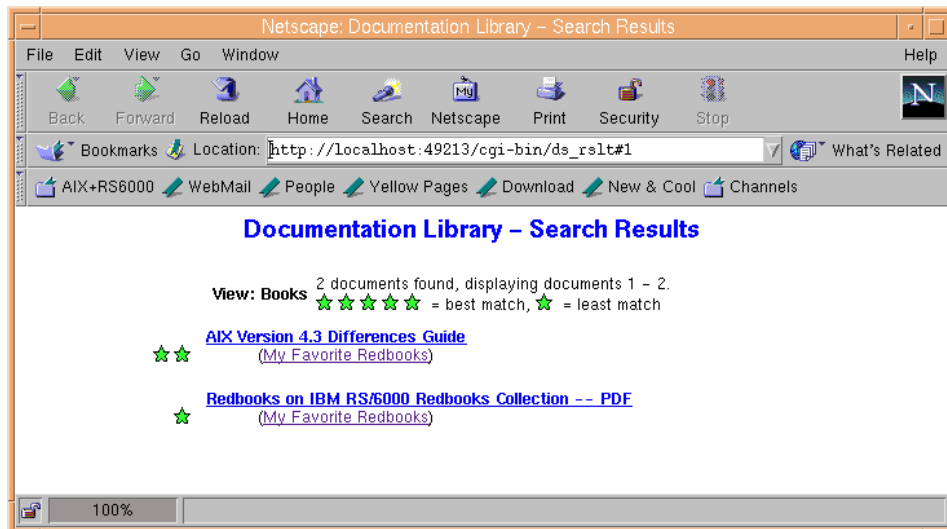 Netscape: Documentation Library – Search Results
File Edit View Go Window Help
My N
Back Forward Reload Home Search Netscape Print Security Stop
Bookmarks Location: http://localhost:49213/cgi-bin/ds_rslt#1 What's Related
AIX+RS6000 WebMail People Yellow Pages Download New & Cool Channels
Documentation Library – Search Results
View: Books 2 documents found, displaying documents 1 – 2.
= best match, = least match
AIX Version 4.3 Differences Guide
(My Favorite Redbooks)
Redbooks on IBM RS/6000 Redbooks Collection -- PDF
(My Favorite Redbooks)
100%